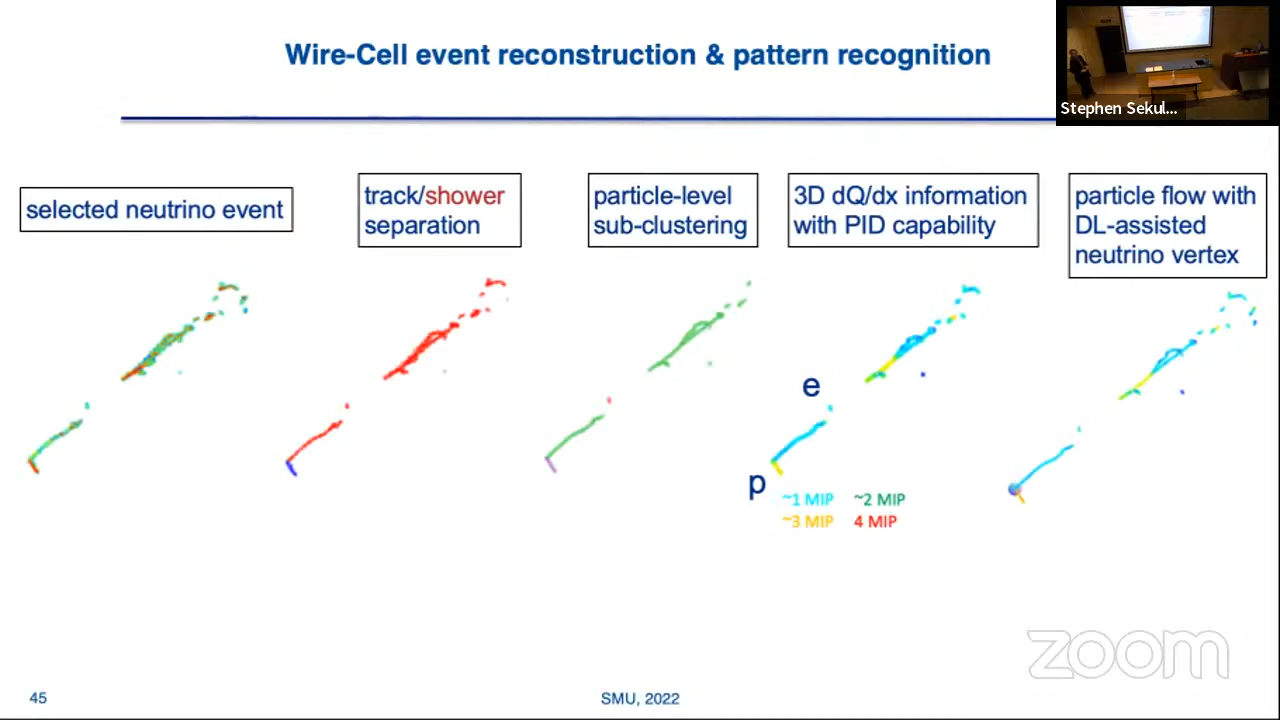 Wire-Cell event reconstruction & pattern recognition
Stephen Sekul...
selected neutrino event
track/shower
separation
particle-level
sub-clustering
3D dQ/dx information
with PID capability
particle flow with
DL-assisted
neutrino vertex
e
p
~1 MIP ~2 MIP
~3 MIP 4 MIP
zoom
45
SMU, 2022